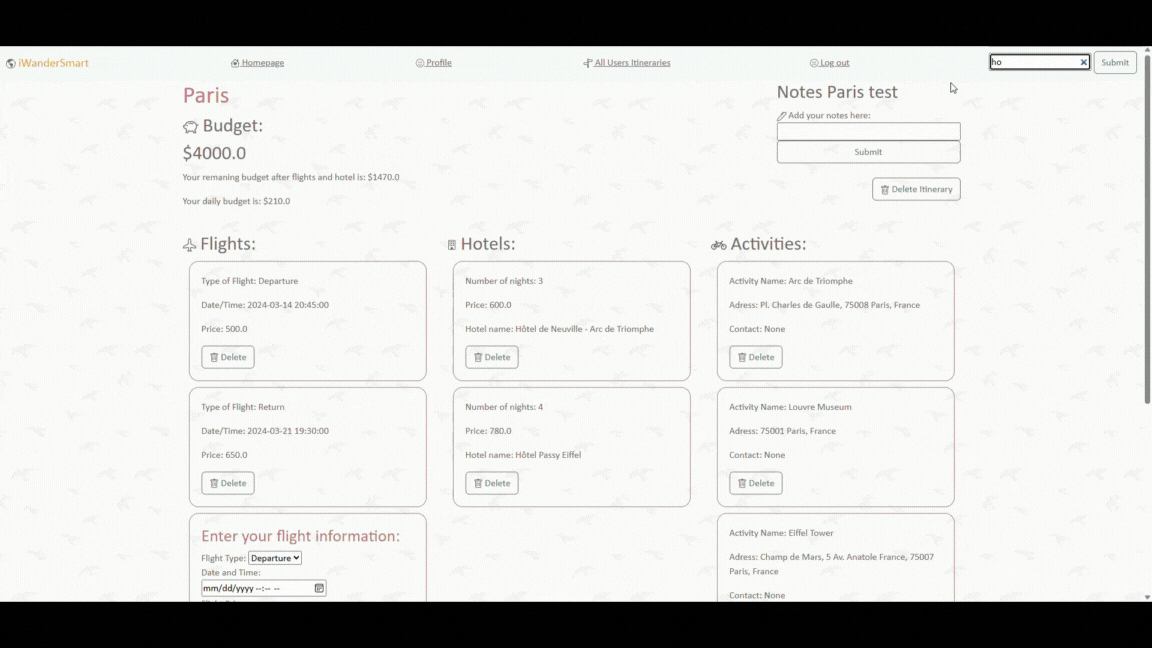 iWanderSmart
Homepage
Profile
All Users Itineraries
Log out
ho
Submit
Paris
Budget:
$4000.0
Your remaning budget after flights and hotel is: $1470.0
Your daily budget is: $210.0
Notes Paris test
Add your notes here:
Submit
Delete Itinerary
Flights:
Type of Flight: Departure
Date/Time: 2024-03-14 20:45:00
Price: 500.0
Delete
Type of Flight: Return
Date/Time: 2024-03-21 19:30:00
Price: 650.0
Delete
Enter your flight information:
Flight Type: Departure
Date and Time:
mm/dd/yyyy --:-- --
Hotels:
Number of nights: 3
Price: 600.0
Hotel name: Hôtel de Neuville - Arc de Triomphe
Delete
Number of nights: 4
Price: 780.0
Hotel name: Hôtel Passy Eiffel
Delete
Activities:
Activity Name: Arc de Triomphe
Adress: Pl. Charles de Gaulle, 75008 Paris, France
Contact: None
Delete
Activity Name: Louvre Museum
Adress: 75001 Paris, France
Contact: None
Delete
Activity Name: Eiffel Tower
Adress: Champ de Mars, 5 Av. Anatole France, 75007
Paris, France
Contact: None